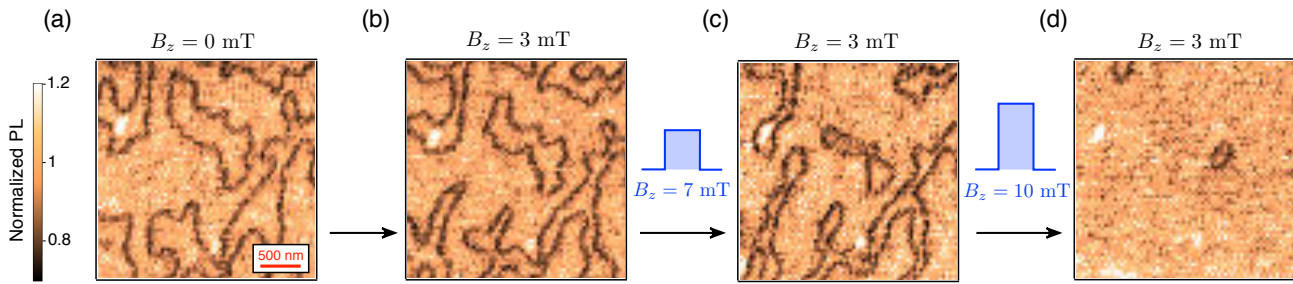 (a)
(b)
(c)
(d)
B_z = 0 mT
B_z = 3 mT
B_z = 3 mT
B_z = 3 mT
Normalized PL
1.2
1
0.8
500 nm
B_z = 7 mT
B_z = 10 mT